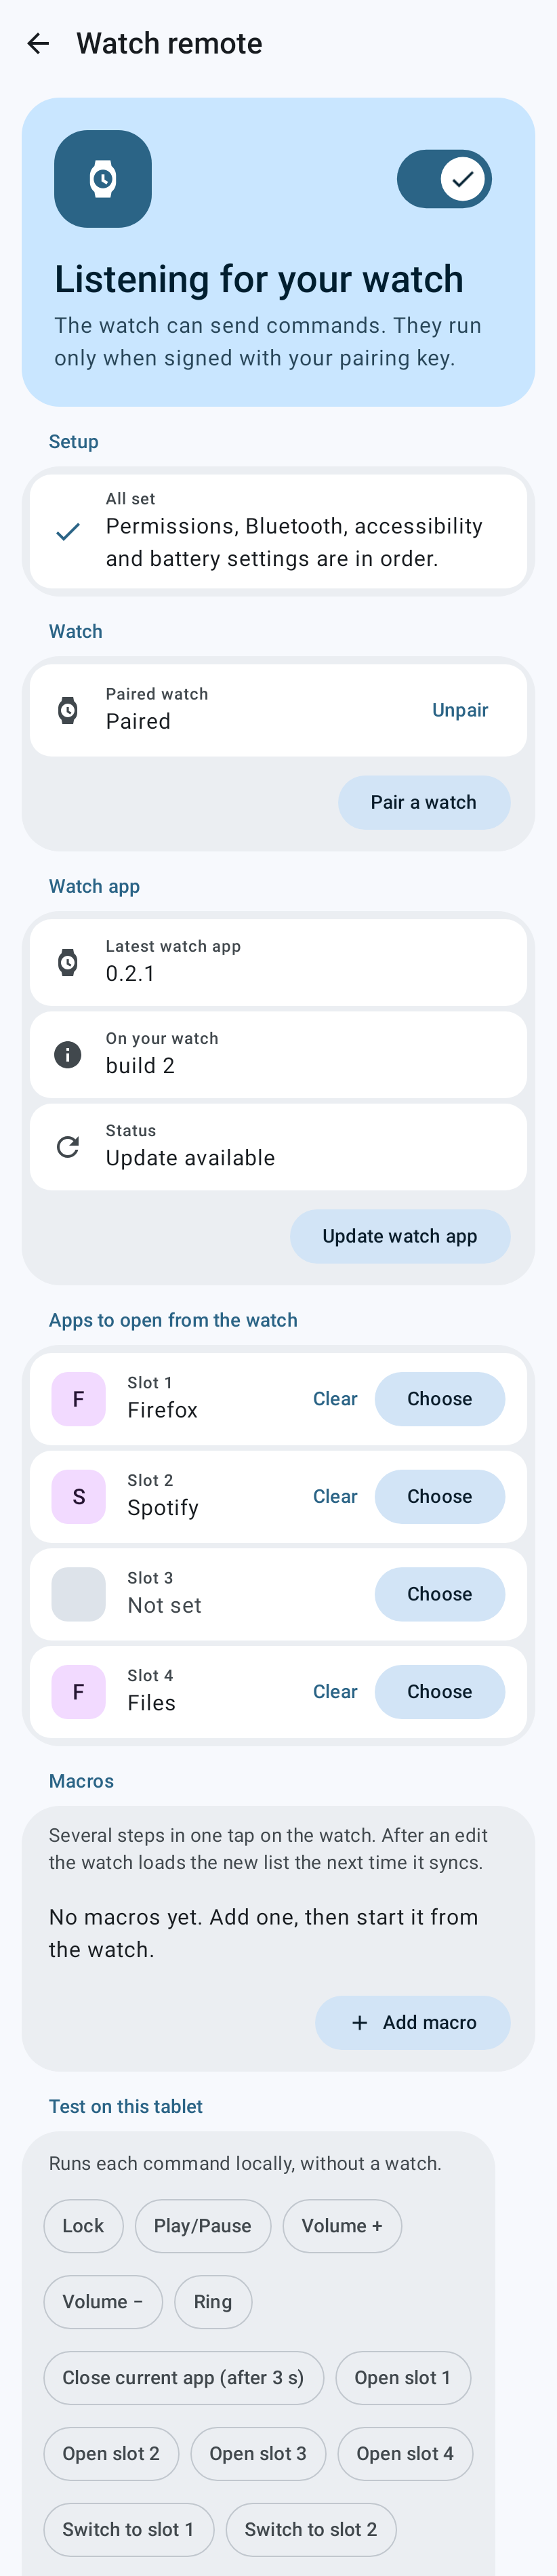 Watch remote
Listening for your watch
The watch can send commands. They run
only when signed with your pairing key.
Setup
All set
Permissions, Bluetooth, accessibility
and battery settings are in order.
Watch
Paired watch
Paired
Unpair
Pair a watch
Watch app
Latest watch app
0.2.1
On your watch
build 2
Status
Update available
Update watch app
Apps to open from the watch
F
Slot 1
Firefox
Clear
Choose
S
Slot 2
Spotify
Clear
Choose
Slot 3
Not set
Choose
F
Slot 4
Files
Clear
Choose
Macros
Several steps in one tap on the watch. After an edit
the watch loads the new list the next time it syncs.
No macros yet. Add one, then start it from
the watch.
+ Add macro
Test on this tablet
Runs each command locally, without a watch.
Lock
Play/Pause
Volume +
Volume −
Ring
Close current app (after 3 s)
Open slot 1
Open slot 2
Open slot 3
Open slot 4
Switch to slot 1
Switch to slot 2